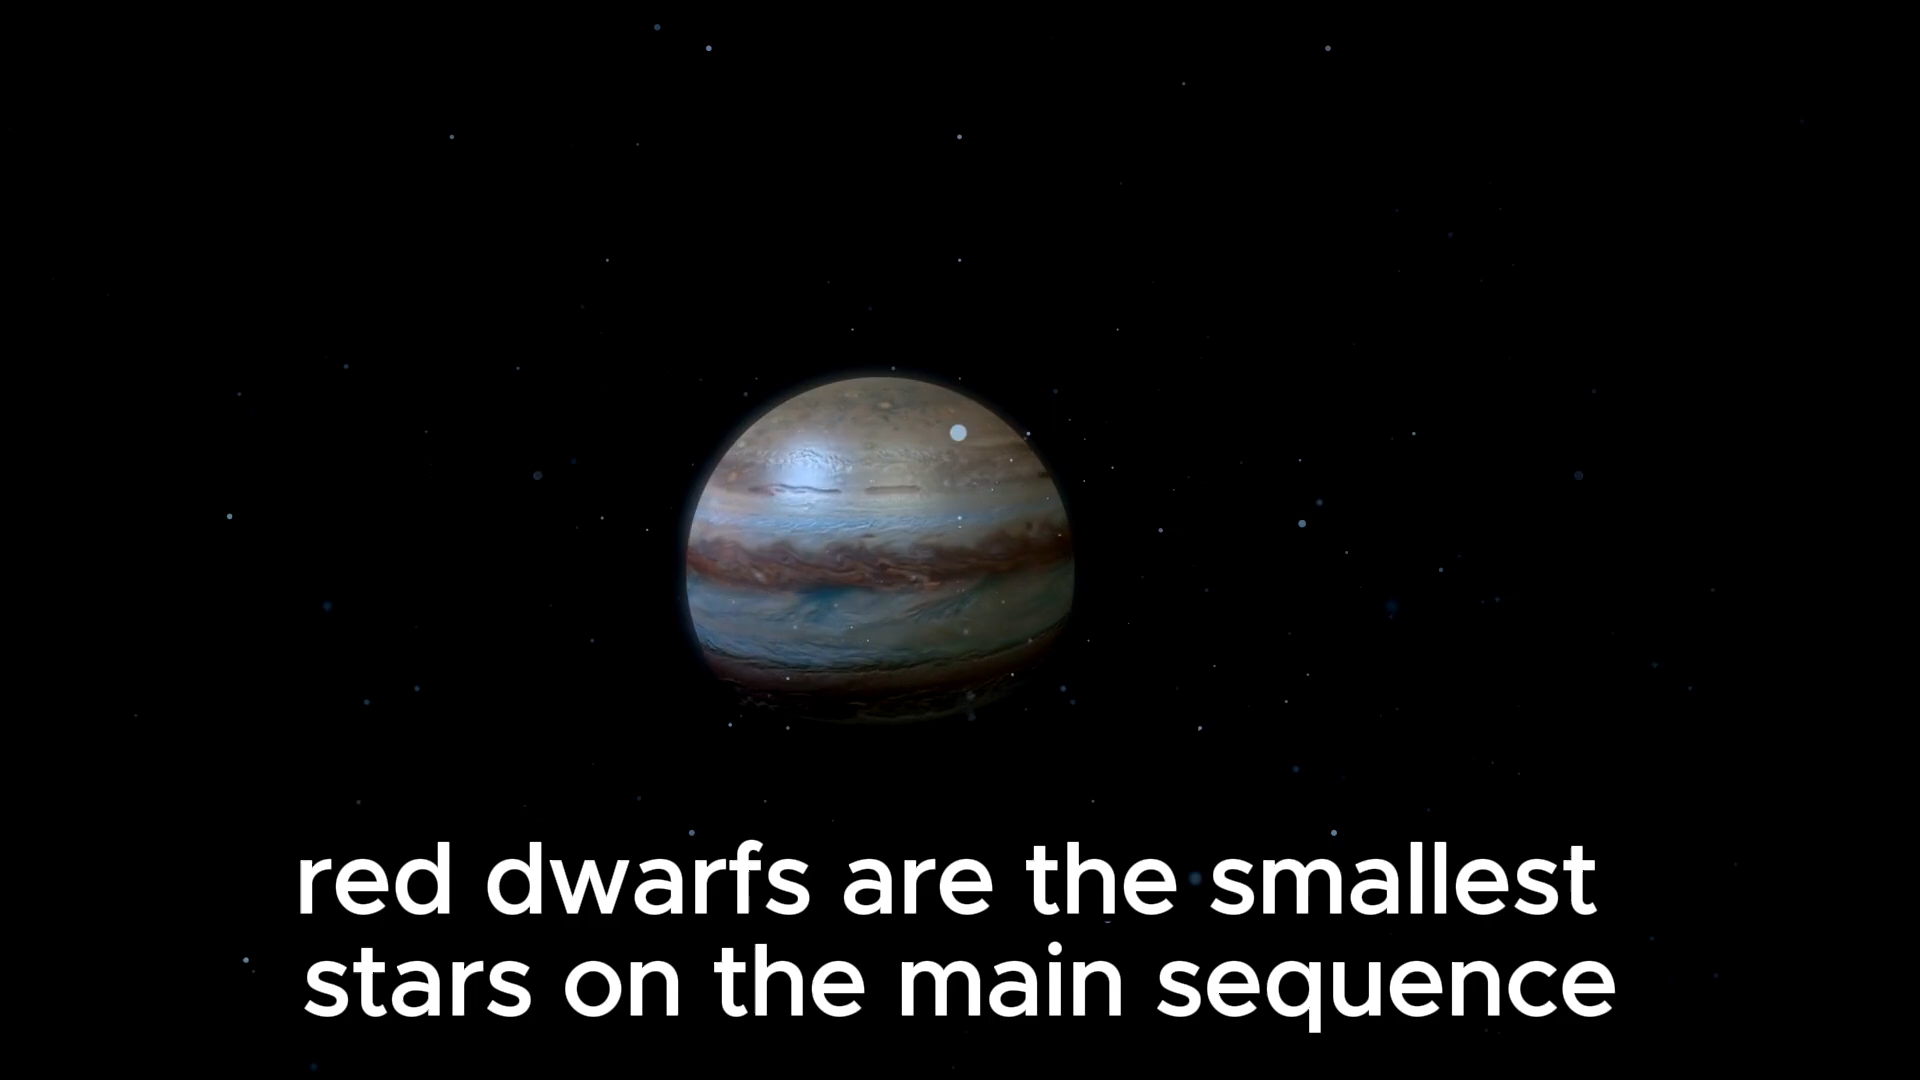 red dwarfs are the smallest
stars on the main sequence